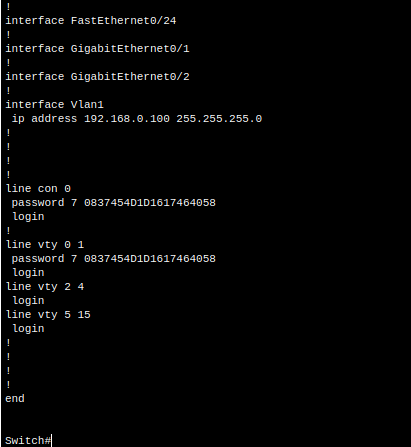 !
interface FastEthernet0/24
!
interface GigabitEthernet0/1
!
interface GigabitEthernet0/2
!
interface Vlan1
 ip address 192.168.0.100 255.255.255.0
!
!
!
!
line con 0
 password 7 0837454D1D1617464058
 login
!
line vty 0 1
 password 7 0837454D1D1617464058
 login
line vty 2 4
 login
line vty 5 15
 login
!
!
!
!
end
Switch#